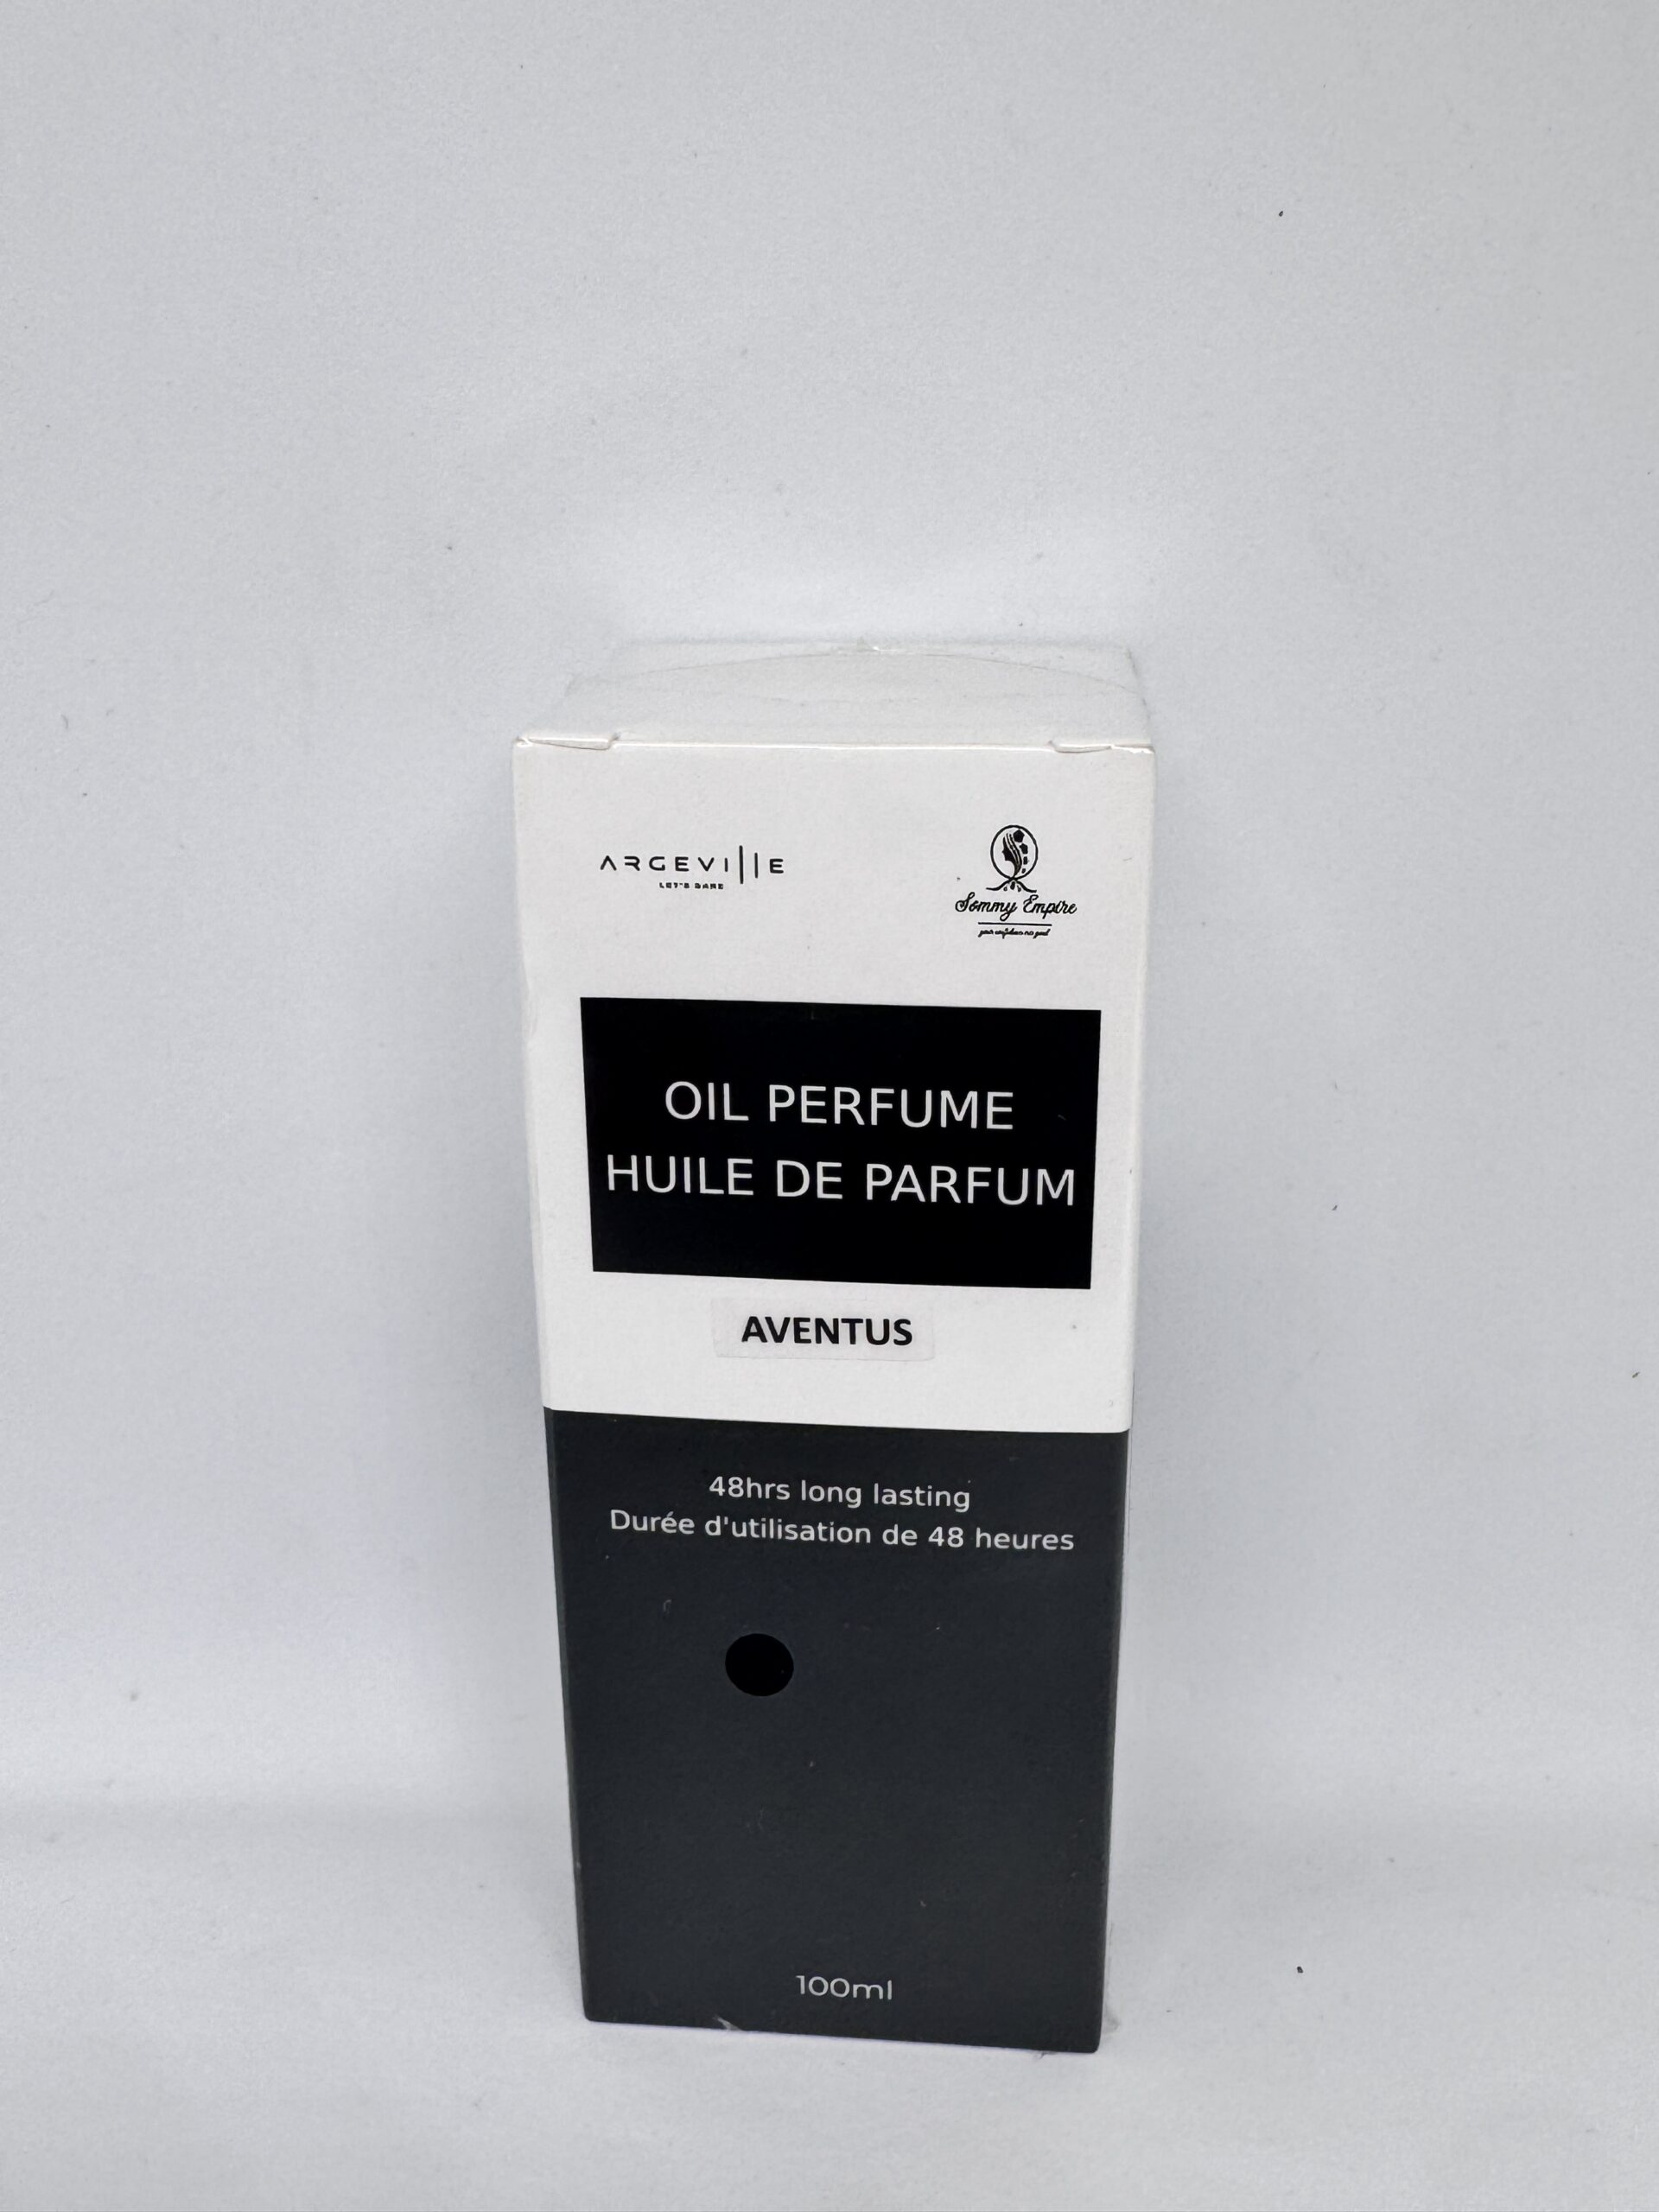 ARGEVILLE
LET'S DARE
Sommy Empire
OIL PERFUME
HUILE DE PARFUM
AVENTUS
48hrs long lasting
Durée d'utilisation de 48 heures
100ml